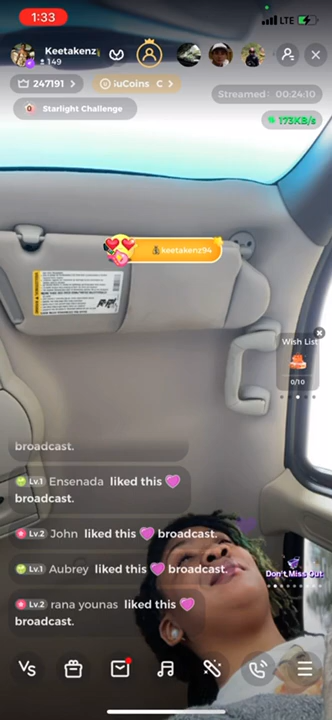 1:33
LTE
Keetakenz
149
247191
iuCoins C >
Streamed: 00:24:10
Starlight Challenge
173KB/s
keetakenz94
Wish List
0/10
broadcast.
Lv.1 Ensenada liked this
broadcast.
Lv.2 John liked this broadcast.
Lv.1 Aubrey liked this broadcast.
Don't Miss Out
Lv.2 rana younas liked this
broadcast.
VS